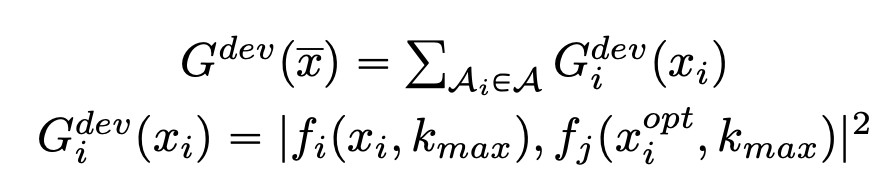 $G^{dev}(\overline{x}) = \sum_{\mathcal{A}_i \in \mathcal{A}} G_i^{dev}(x_i)$
$G_i^{dev}(x_i) = |f_i(x_i, k_{max}), f_j(x_i^{opt}, k_{max})|^2$